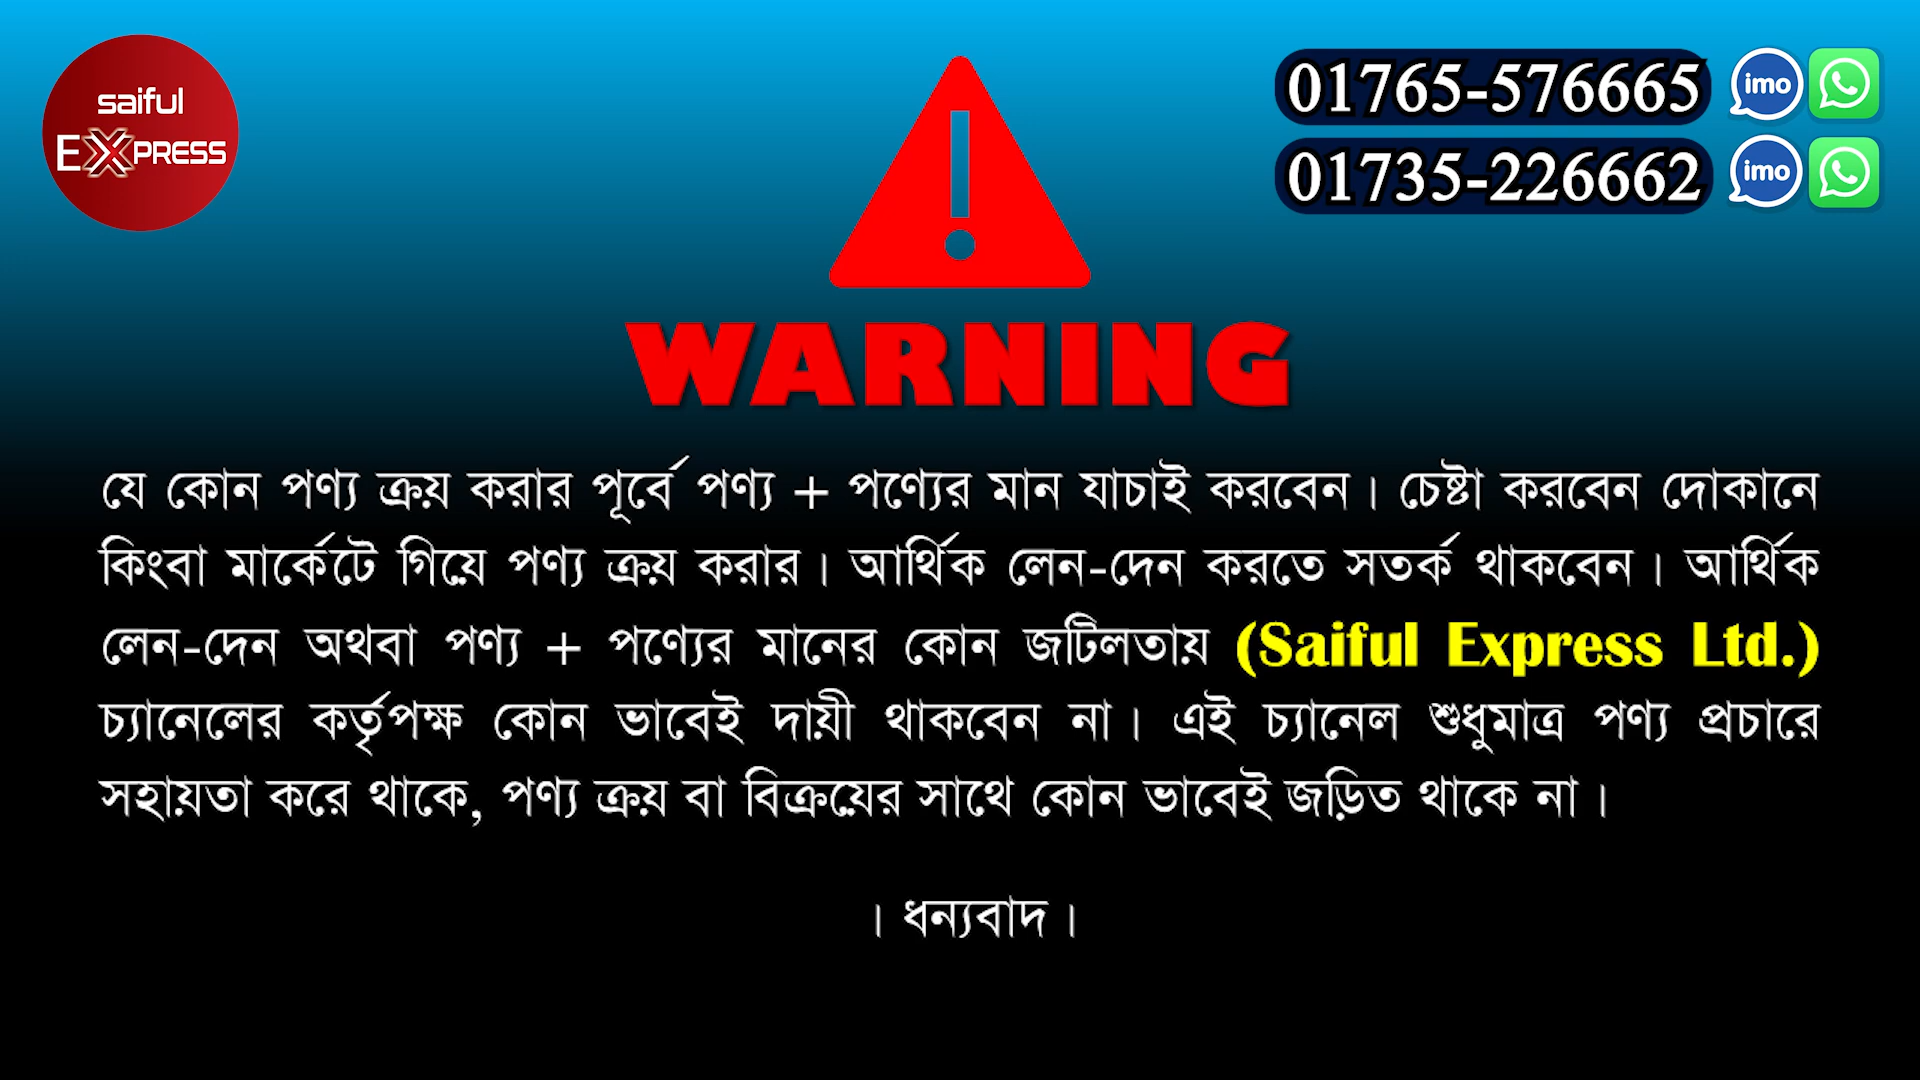 saiful
EXPRESS
01765-576665
imo
01735-226662
imo
WARNING
যে কোন পণ্য ক্রয় করার পূর্বে পণ্য + পণ্যের মান যাচাই করবেন। চেষ্টা করবেন দোকানে
কিংবা মার্কেটে গিয়ে পণ্য ক্রয় করার। আর্থিক লেন-দেন করতে সতর্ক থাকবেন। আর্থিক
লেন-দেন অথবা পণ্য + পণ্যের মানের কোন জটিলতায় (Saiful Express Ltd.)
চ্যানেলের কর্তৃপক্ষ কোন ভাবেই দায়ী থাকবেন না। এই চ্যানেল শুধুমাত্র পণ্য প্রচারে
সহায়তা করে থাকে, পণ্য ক্রয় বা বিক্রয়ের সাথে কোন ভাবেই জড়িত থাকে না।
। ধন্যবাদ।